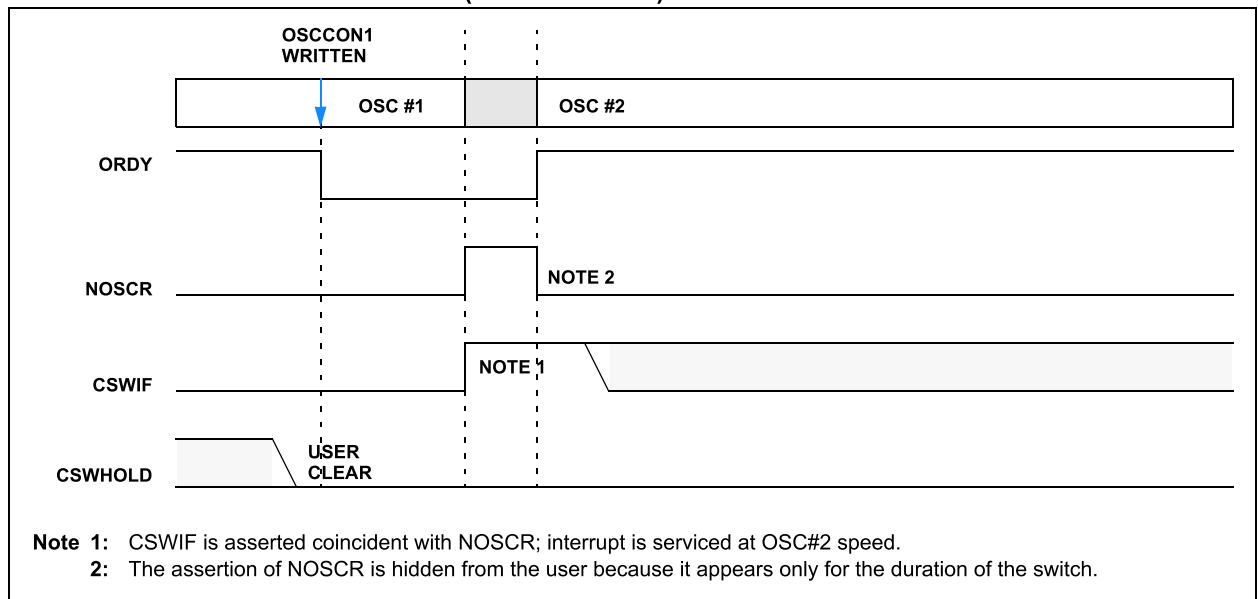 OSCCON1
WRITTEN
OSC #1
OSC #2
ORDY
NOSCR
NOTE 2
CSWIF
NOTE 1
CSWHOLD
USER
CLEAR
Note 1: CSWIF is asserted coincident with NOSCR; interrupt is serviced at OSC#2 speed.
2: The assertion of NOSCR is hidden from the user because it appears only for the duration of the switch.